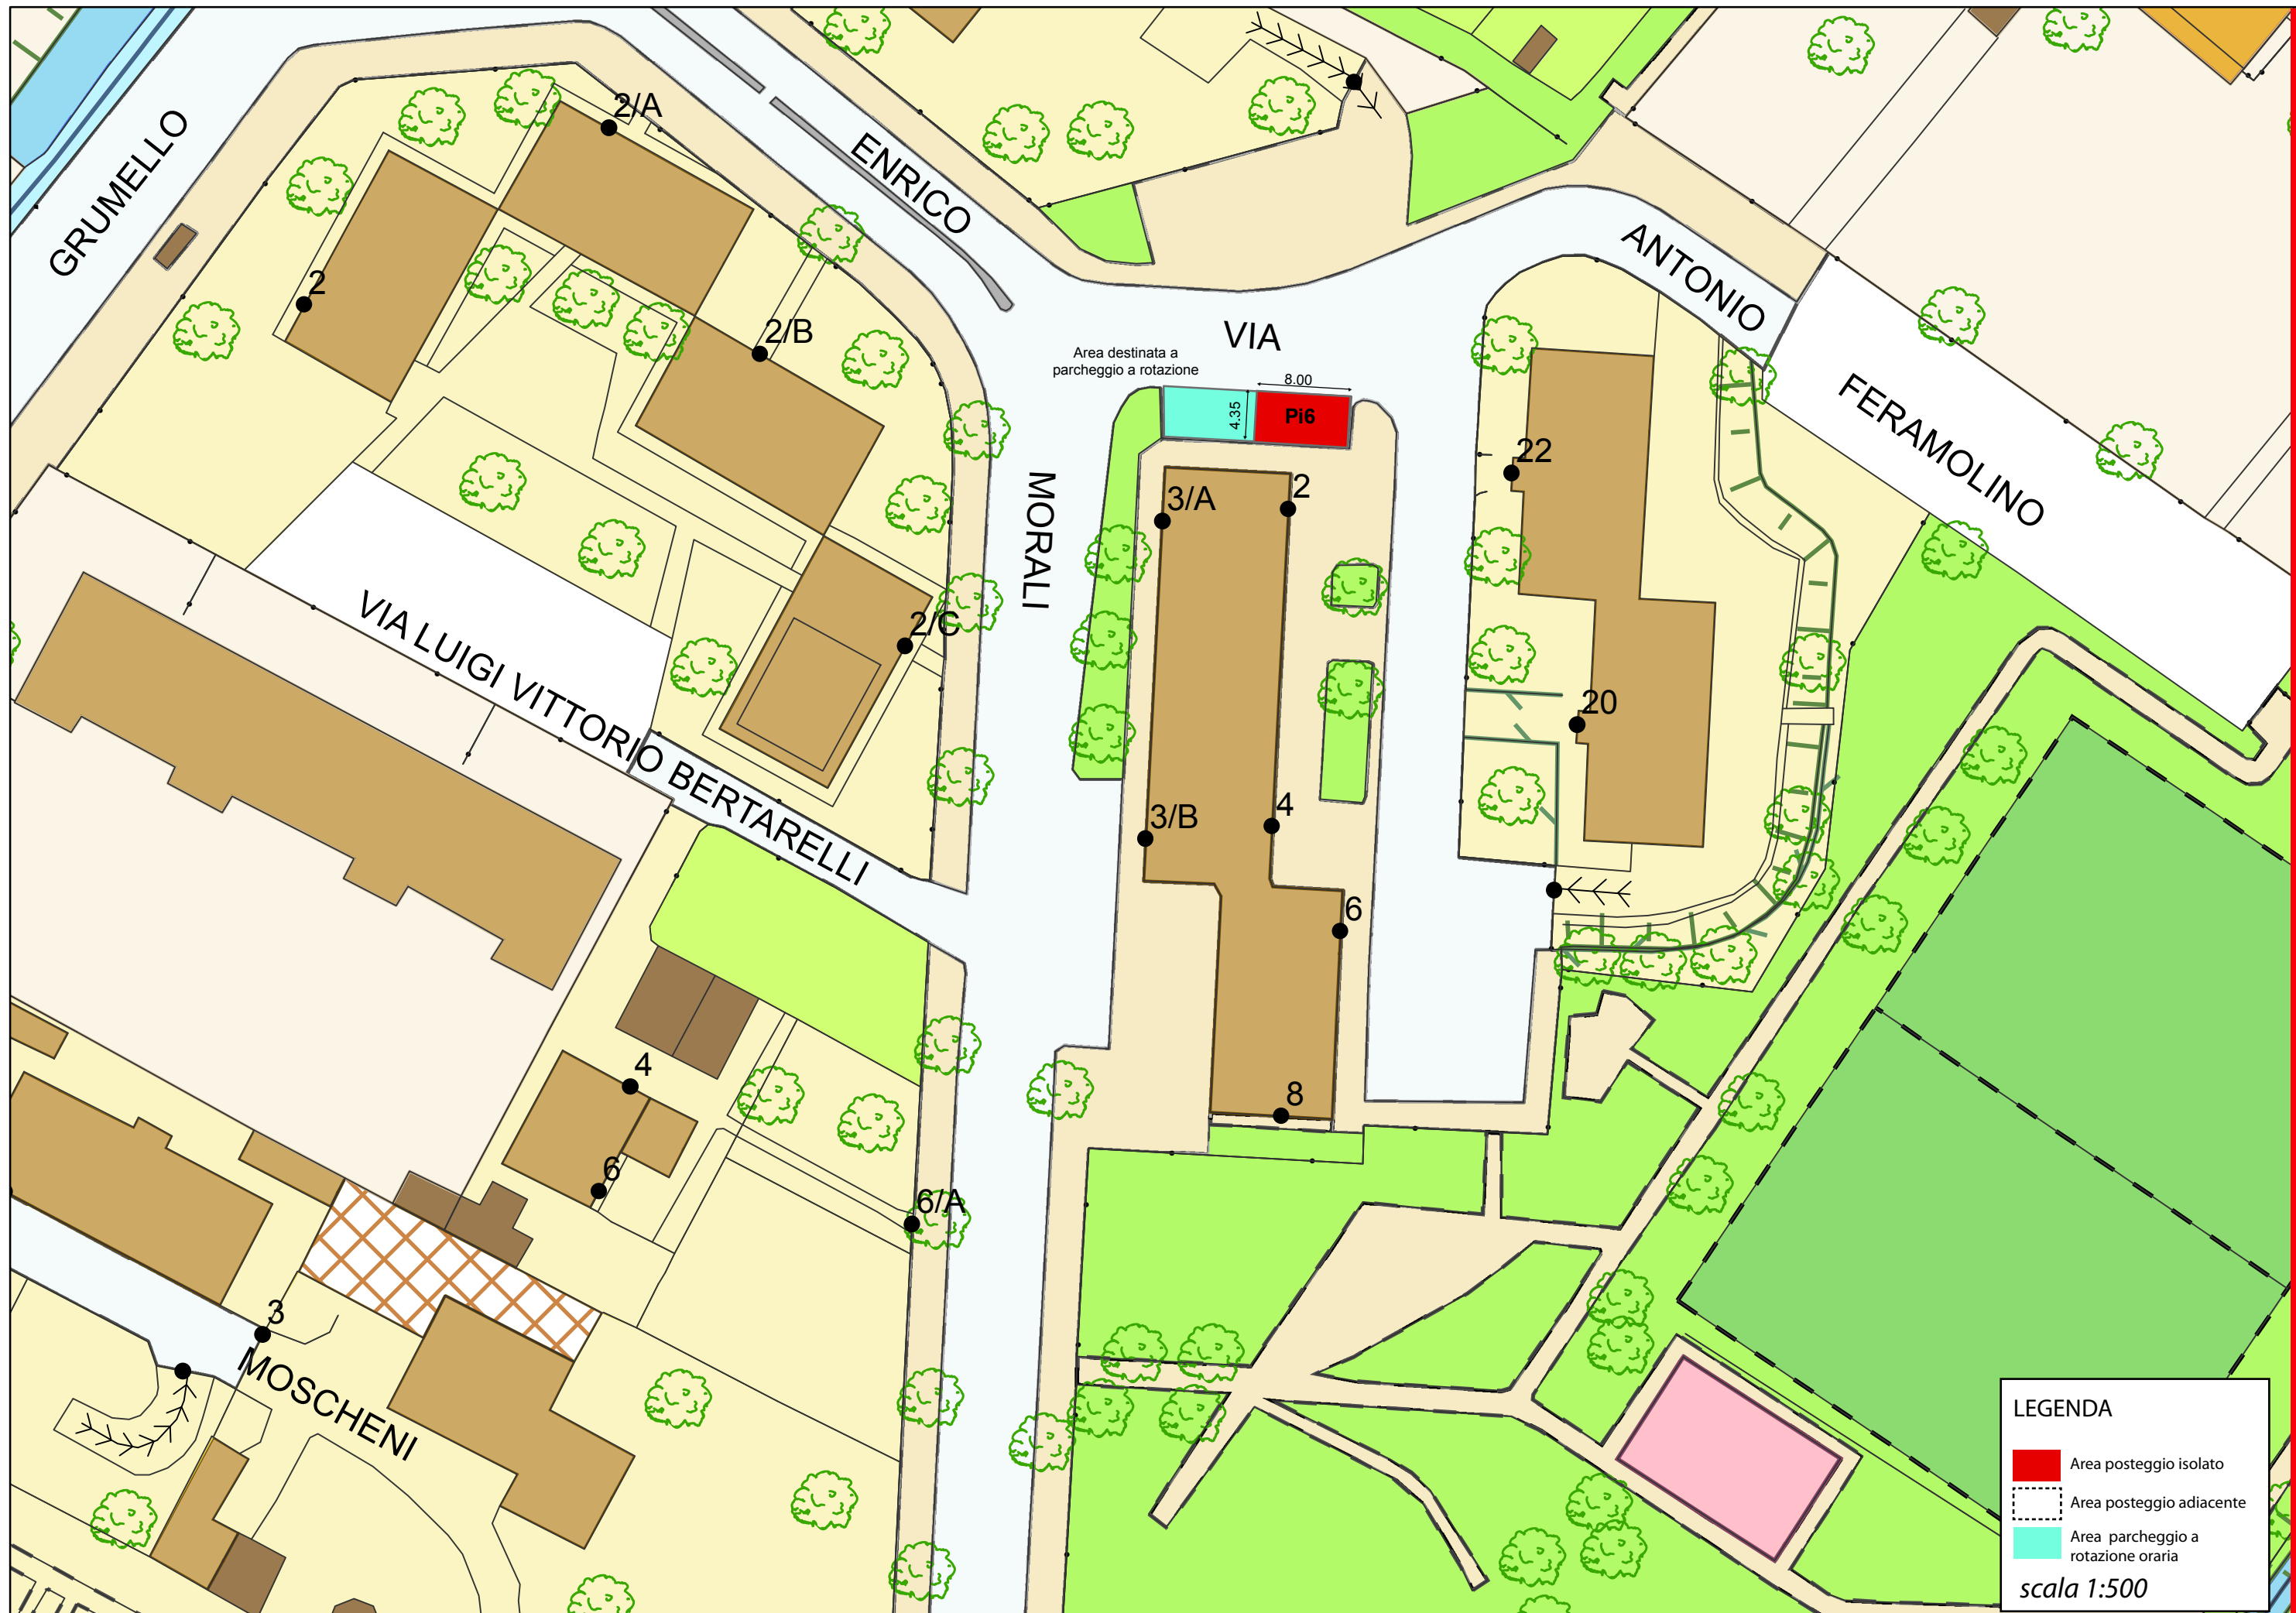 GRUMELLO
2/A
ENRICO
ANTONIO
2
2/B
VIA
Area destinata a
parcheggio a rotazione
8.00
4.35
Pi6
FERAMOLINO
22
MORALI
3/A
2
VIA LUIGI VITTORIO BERTARELLI
2/C
20
3/B
4
6
4
8
6
6/A
3
MOSCHENI
LEGENDA
Area posteggio isolato
Area posteggio adiacente
Area parcheggio a
rotazione oraria
scala 1:500